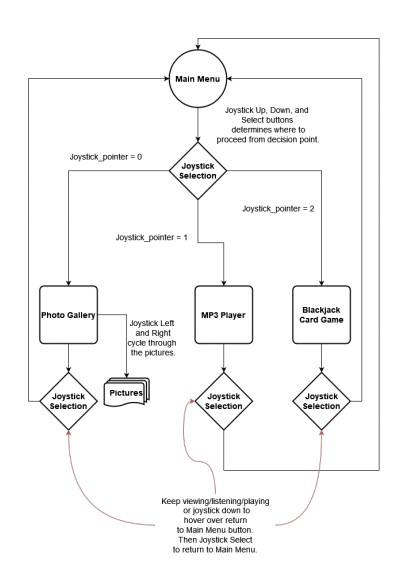 Main Menu
Joystick Up, Down, and
Select buttons
determines where to
proceed from decision point.
Joystick_pointer = 0
Joystick
Selection
Joystick_pointer = 2
Joystick_pointer = 1
Photo Gallery
Joystick Left
and Right
cycle through
the pictures.
MP3 Player
Blackjack
Card Game
Pictures
Joystick
Selection
Joystick
Selection
Joystick
Selection
Keep viewing/listening/playing
or joystick down to
hover over return
to Main Menu button.
Then Joystick Select
to return to Main Menu.